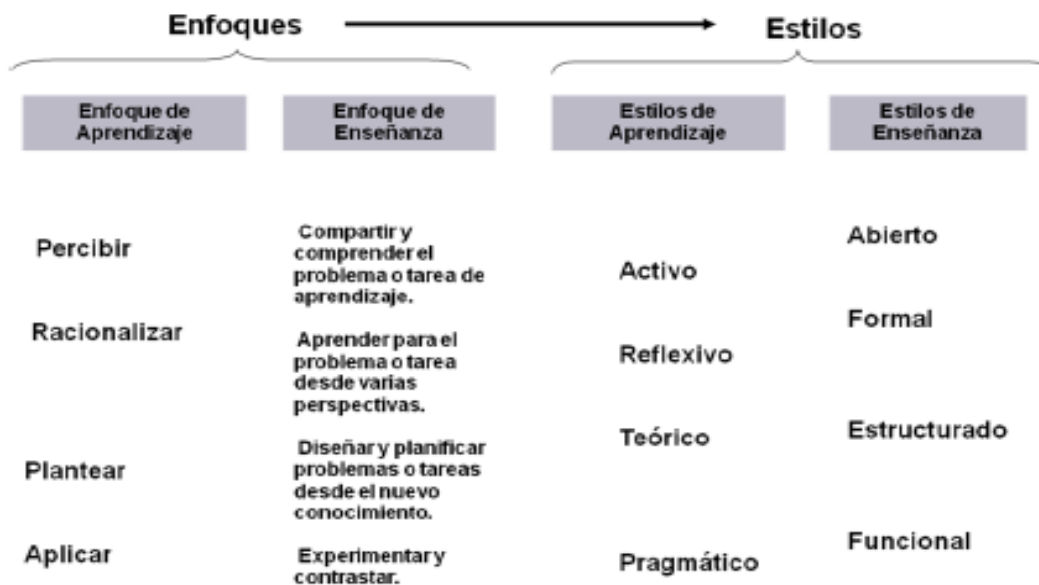 Enfoques
Estilos
Enfoque de
Aprendizaje
Enfoque de
Enseñanza
Estilos de
Aprendizaje
Estilos de
Enseñanza
Percibir
Racionalizar
Plantear
Aplicar
Compartir y
comprender el
problema o tarea de
aprendizaje.
Aprender para el
problema o tarea
desde varias
perspectivas.
Diseñar y planificar
problemas o tareas
desde el nuevo
conocimiento.
Experimentar y
contrastar.
Activo
Reflexivo
Teórico
Pragmático
Abierto
Formal
Estructurado
Funcional